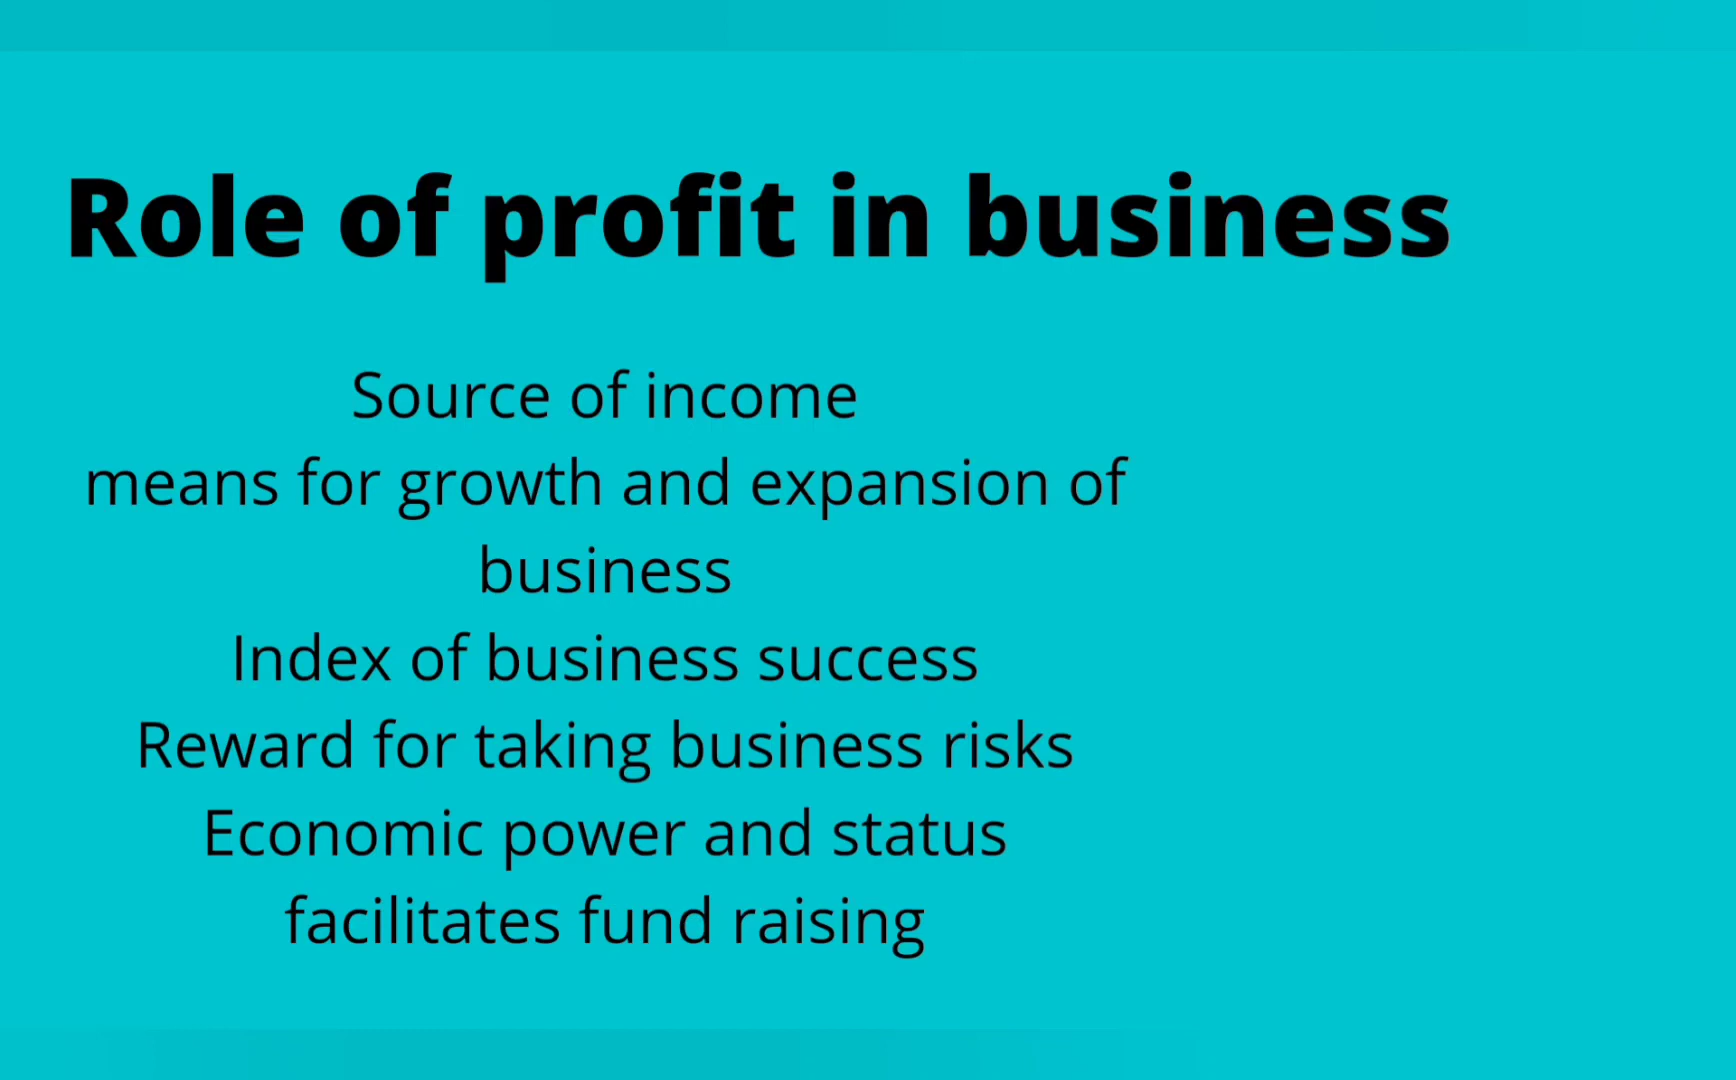 Role of profit in business
Source of income
means for growth and expansion of
business
Index of business success
Reward for taking business risks
Economic power and status
facilitates fund raising